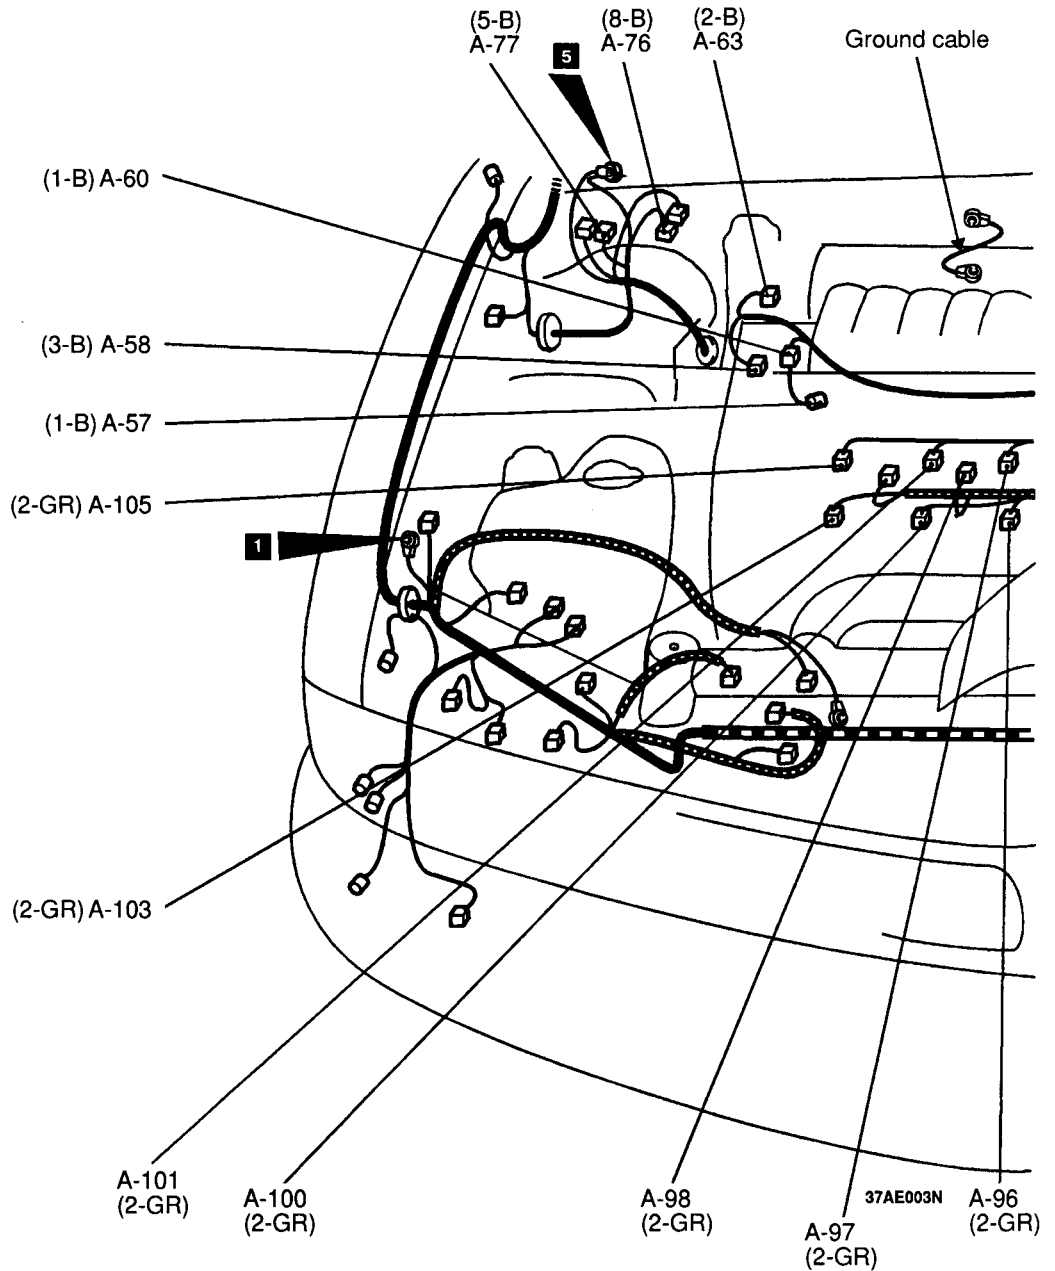 (5-B)
A-77
(8-B)
A-76
(2-B)
A-63
Ground cable
5
(1-B) A-60
(3-B) A-58
(1-B) A-57
(2-GR) A-105
1
(2-GR) A-103
A-101
(2-GR)
A-100
(2-GR)
A-98
(2-GR)
37AE003N
A-97
(2-GR)
A-96
(2-GR)